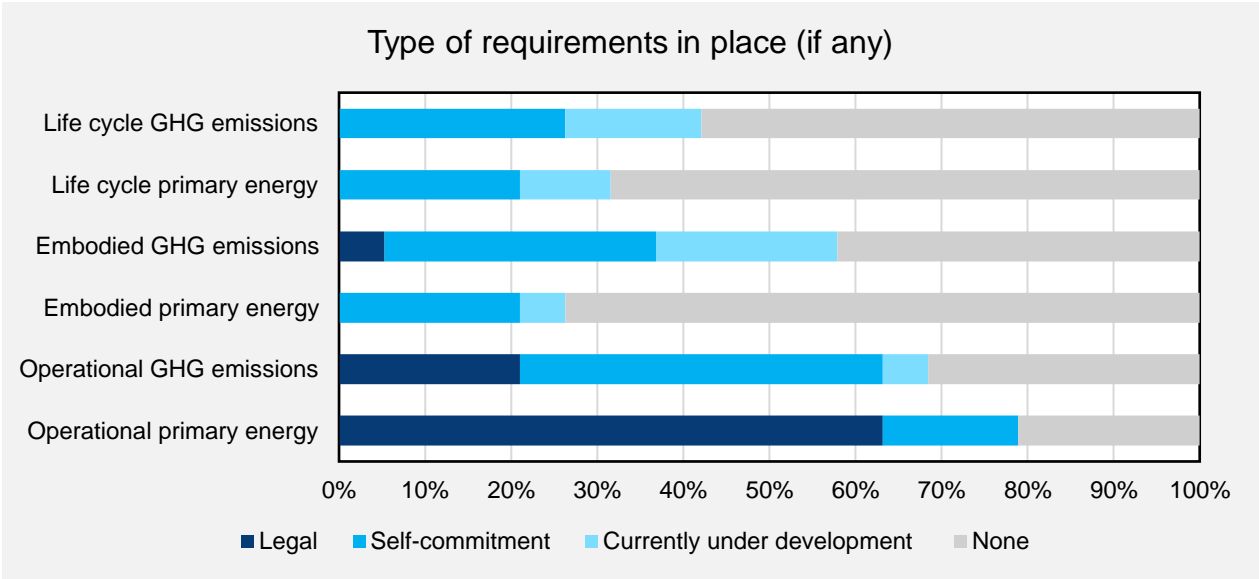 Type of requirements in place (if any)
Life cycle GHG emissions
Life cycle primary energy
Embodied GHG emissions
Embodied primary energy
Operational GHG emissions
Operational primary energy
0% 10% 20% 30% 40% 50% 60% 70% 80% 90% 100%
Legal Self-commitment Currently under development None